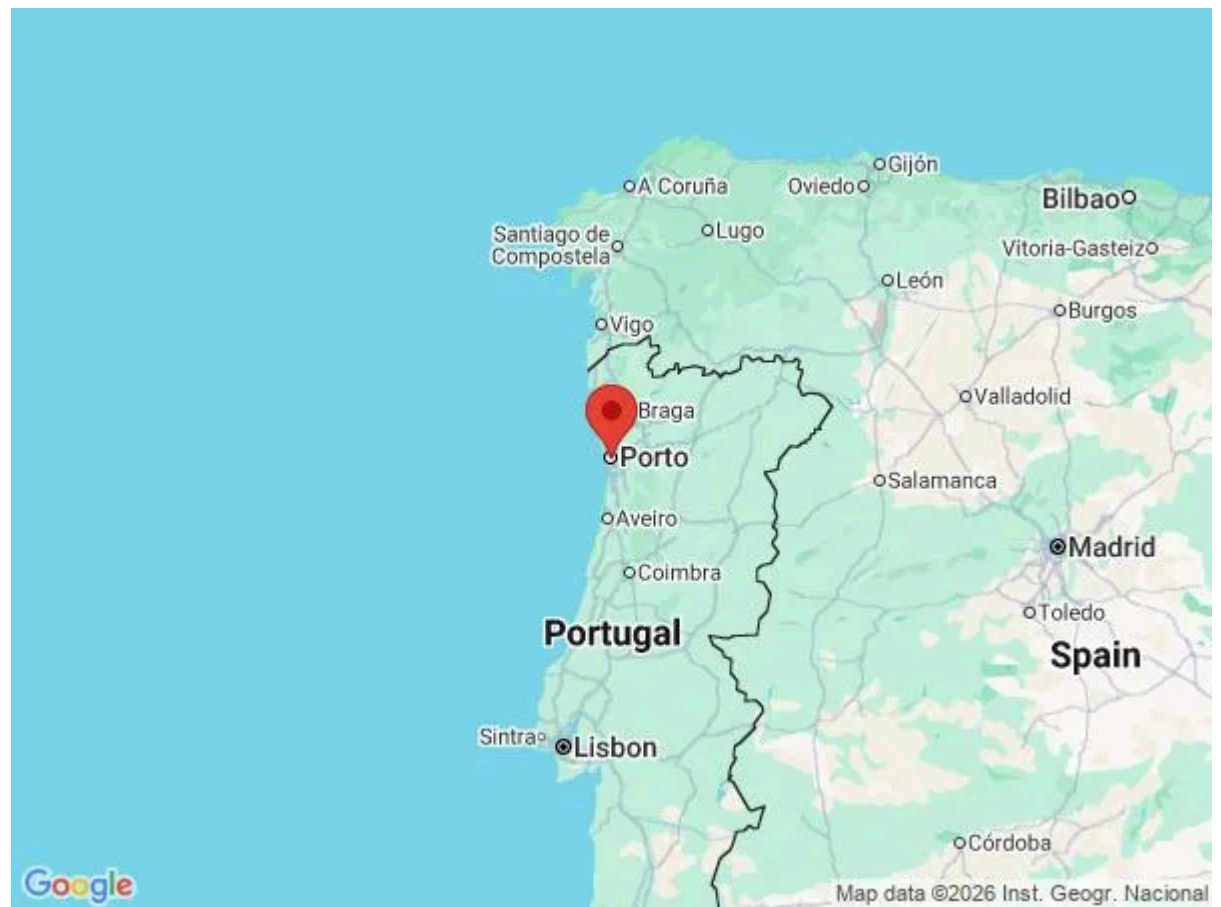 Gijón
A Coruña
Oviedo
Bilbao
Lugo
Santiago de
Compostela
Vitoria-Gasteiz
León
Burgos
Vigo
Valladolid
Braga
Porto
Salamanca
Aveiro
Madrid
Coimbra
Toledo
Portugal
Spain
Sintra
Lisbon
Córdoba
Google
Map data ©2026 Inst. Geogr. Nacional